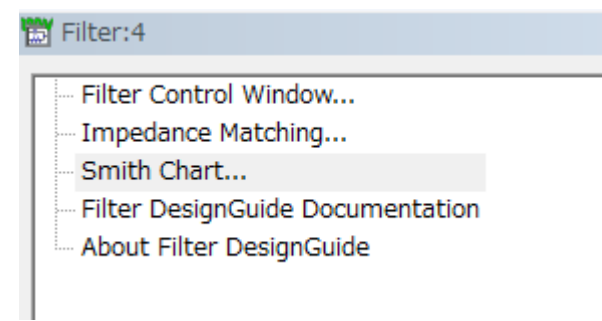 Filter:4
Filter Control Window...
Impedance Matching...
Smith Chart...
Filter DesignGuide Documentation
About Filter DesignGuide